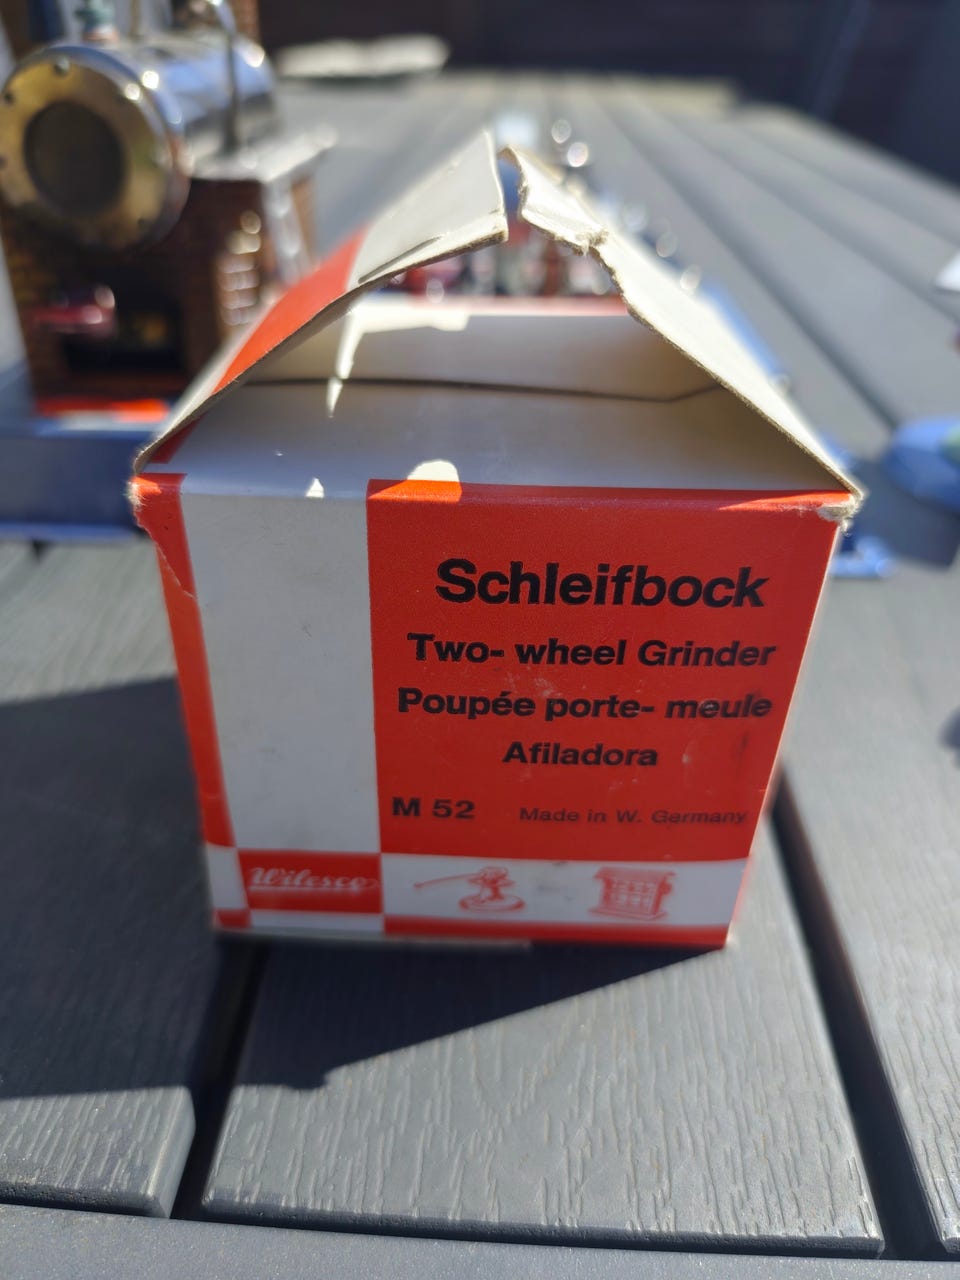 Schleifbock
Two- wheel Grinder
Poupée porte- meule
Afiladora
M 52 Made in W. Germany
Wilesco